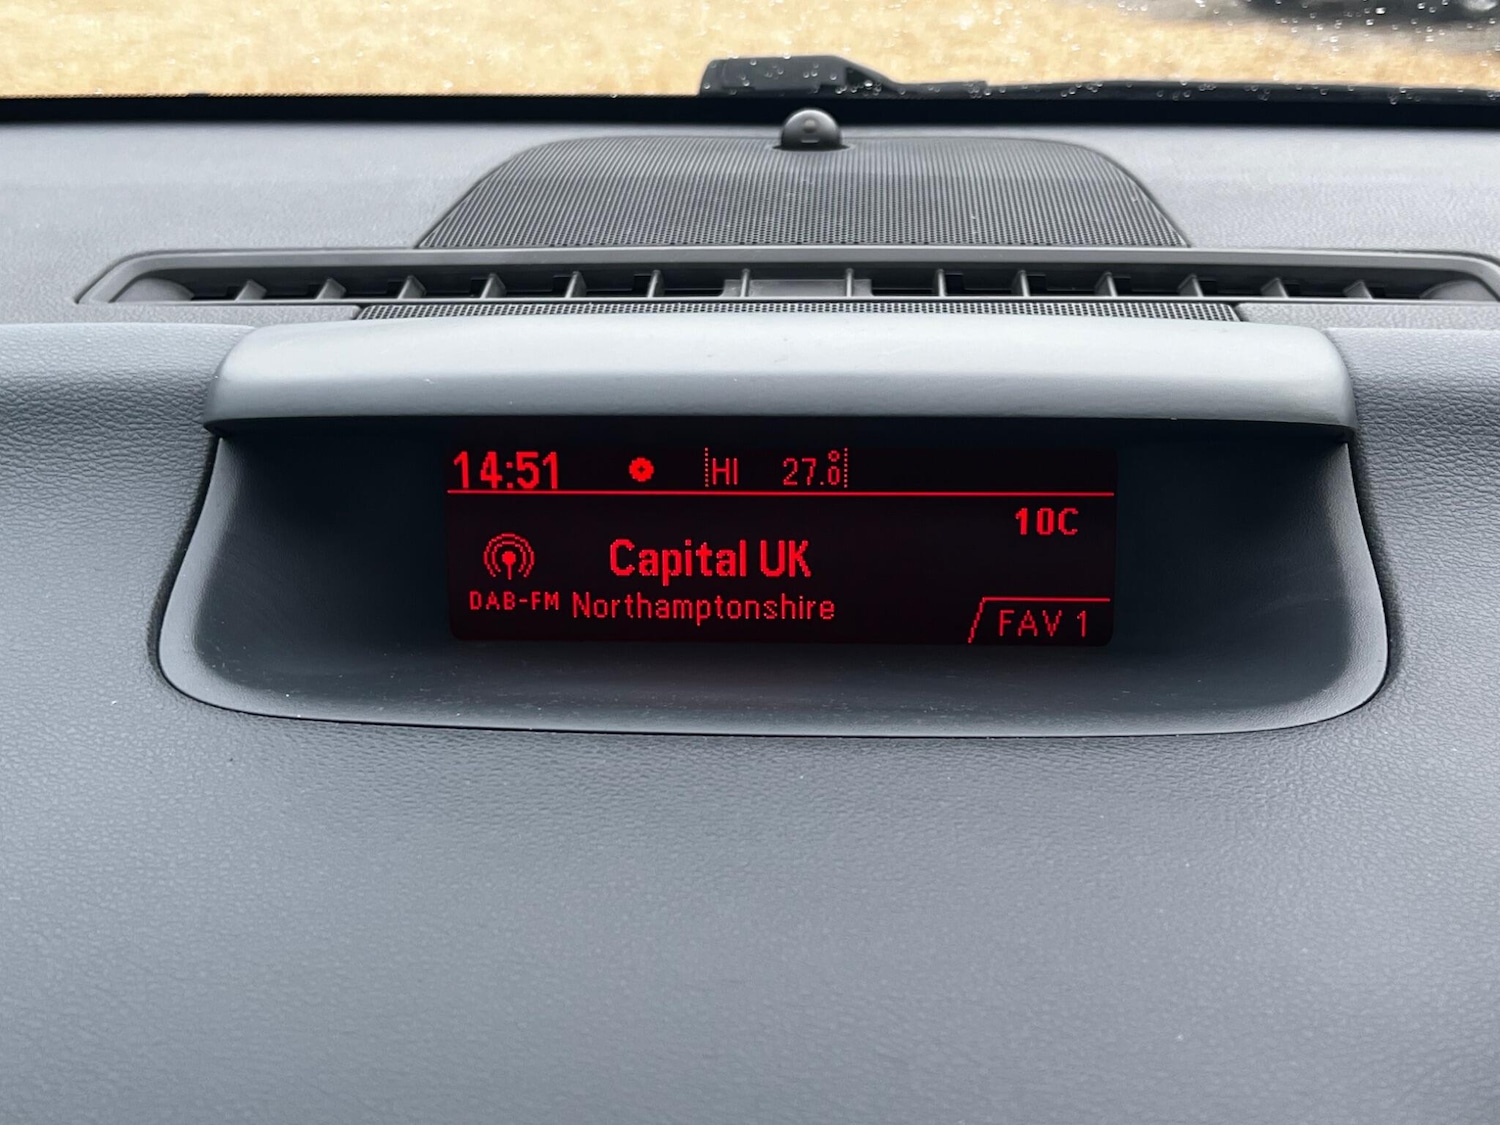 14:51 HI 27.0°
10C
Capital UK
DAB-FM Northamptonshire
FAV 1